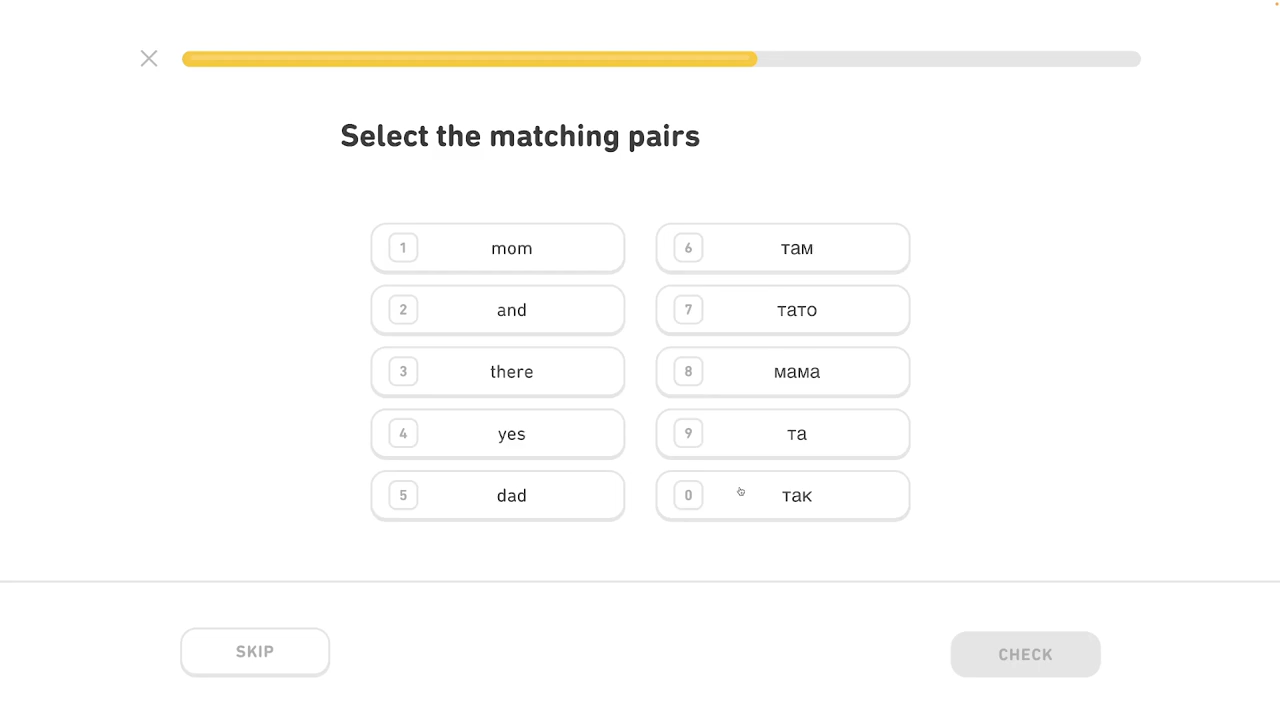 Select the matching pairs
1 mom
6 там
2 and
7 тато
3 there
8 мама
4 yes
9 та
5 dad
0 так
SKIP
CHECK